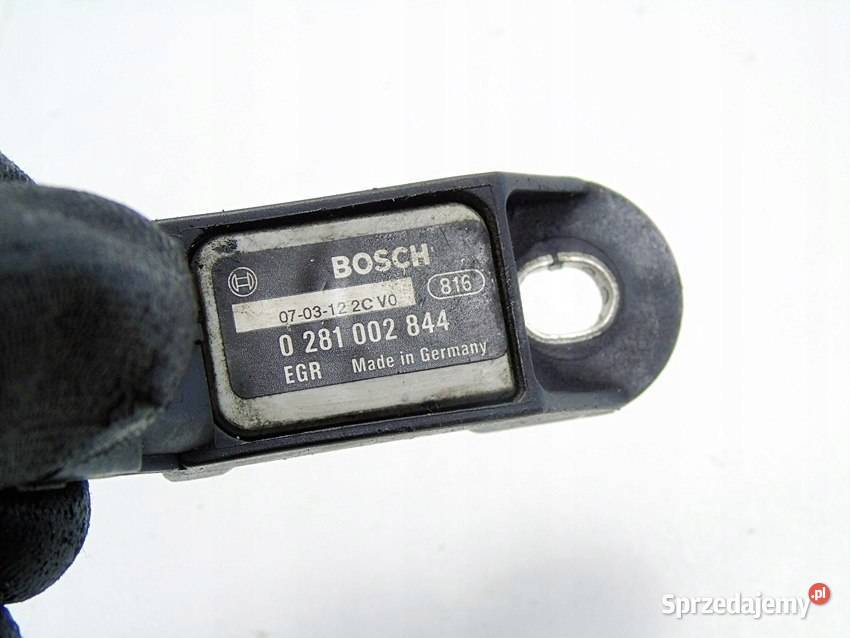 BOSCH
816
07-03-12 2C V0
0 281 002 844
EGR Made in Germany
Sprzedajemy.pl